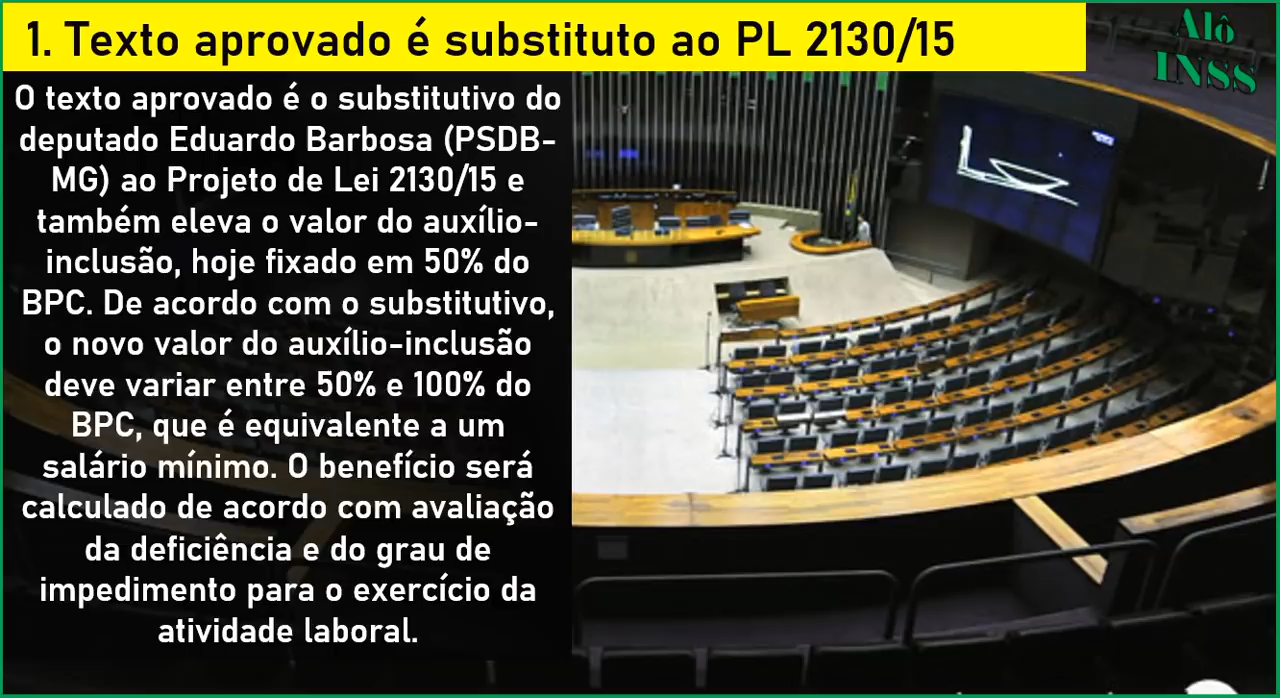 1. Texto aprovado é substituto ao PL 2130/15
Alô
INSS
O texto aprovado é o substitutivo do
deputado Eduardo Barbosa (PSDB-
MG) ao Projeto de Lei 2130/15 e
também eleva o valor do auxílio-
inclusão, hoje fixado em 50% do
BPC. De acordo com o substitutivo,
o novo valor do auxílio-inclusão
deve variar entre 50% e 100% do
BPC, que é equivalente a um
salário mínimo. O benefício será
calculado de acordo com avaliação
da deficiência e do grau de
impedimento para o exercício da
atividade laboral.